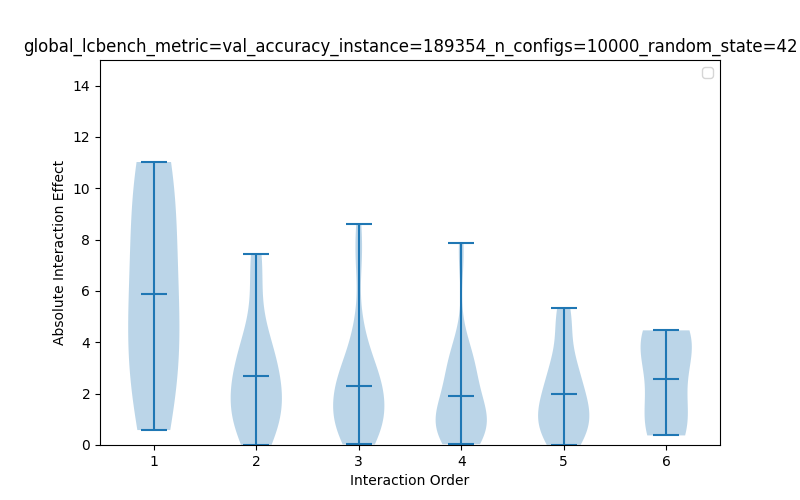 global_lcbench_metric=val_accuracy_instance=189354_n_configs=10000_random_state=42
14
12
10
8
6
4
2
0
Absolute Interaction Effect
1 2 3 4 5 6
Interaction Order